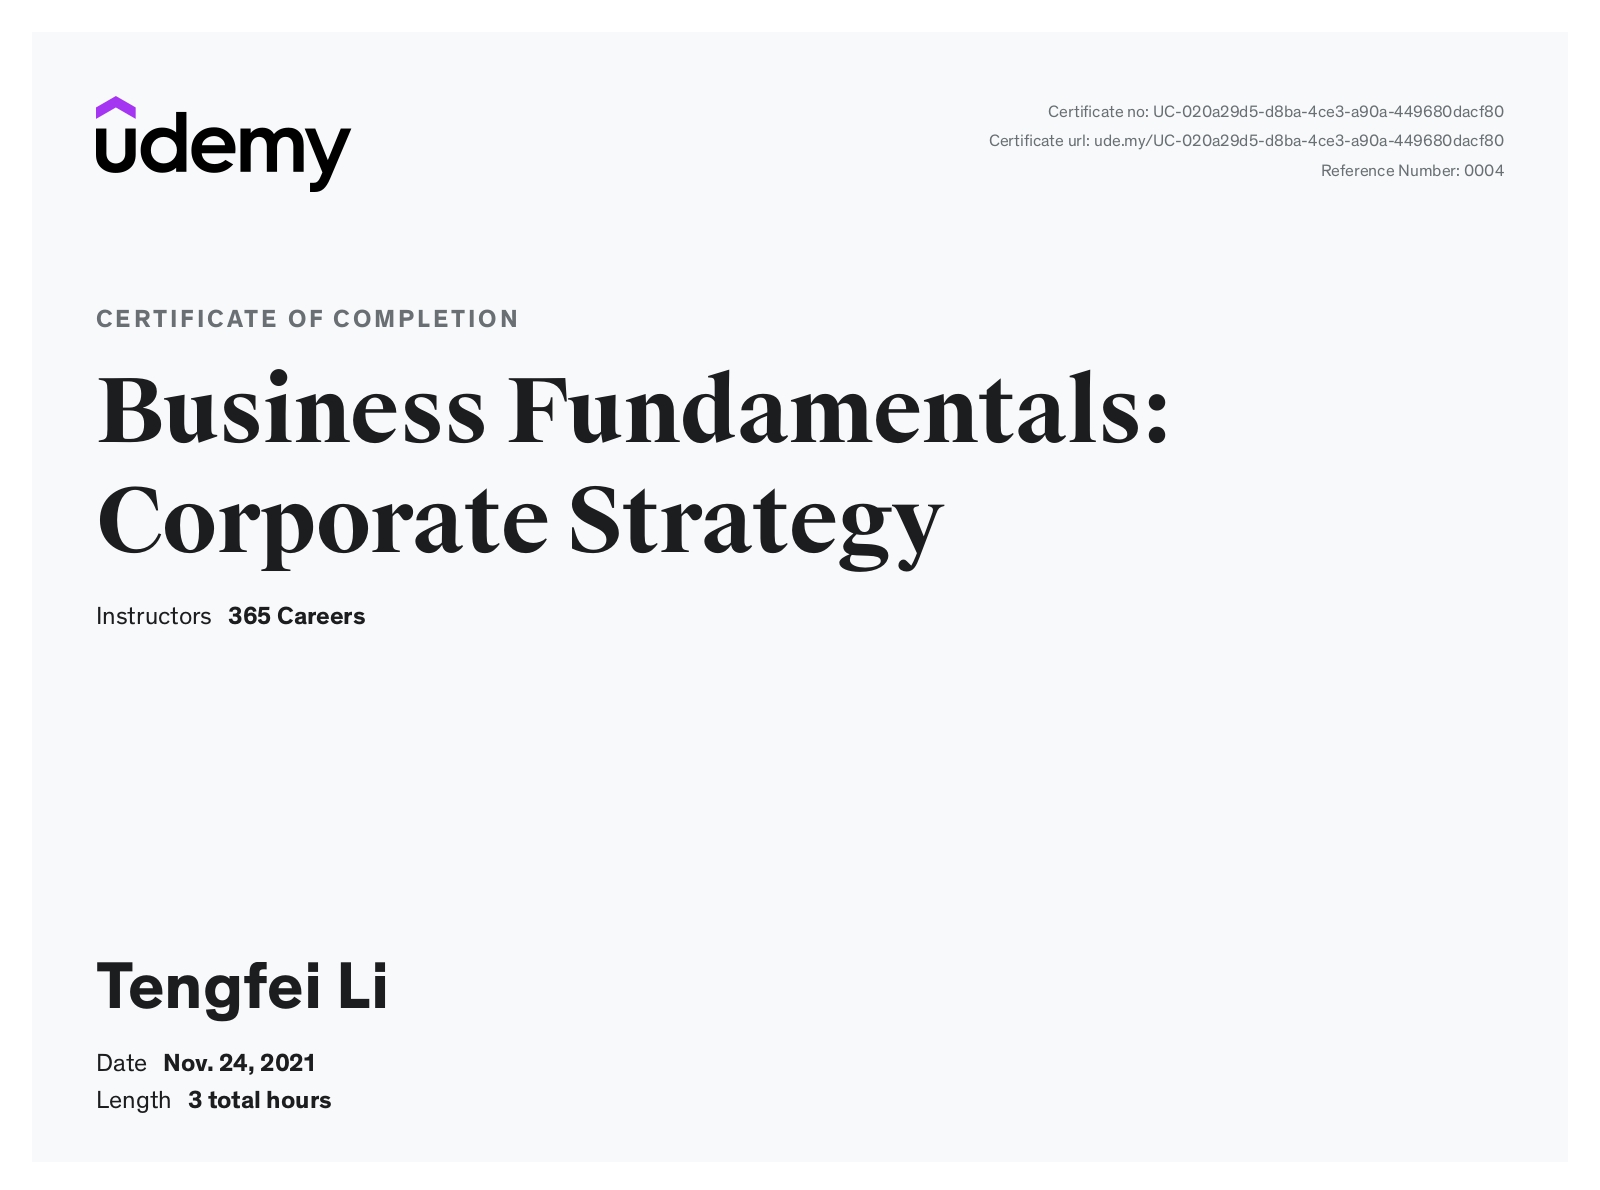 udemy
Certificate no: UC-020a29d5-d8ba-4ce3-a90a-449680dacf80
Certificate url: ude.my/UC-020a29d5-d8ba-4ce3-a90a-449680dacf80
Reference Number: 0004
CERTIFICATE OF COMPLETION
Business Fundamentals:
Corporate Strategy
Instructors 365 Careers
Tengfei Li
Date Nov. 24, 2021
Length 3 total hours